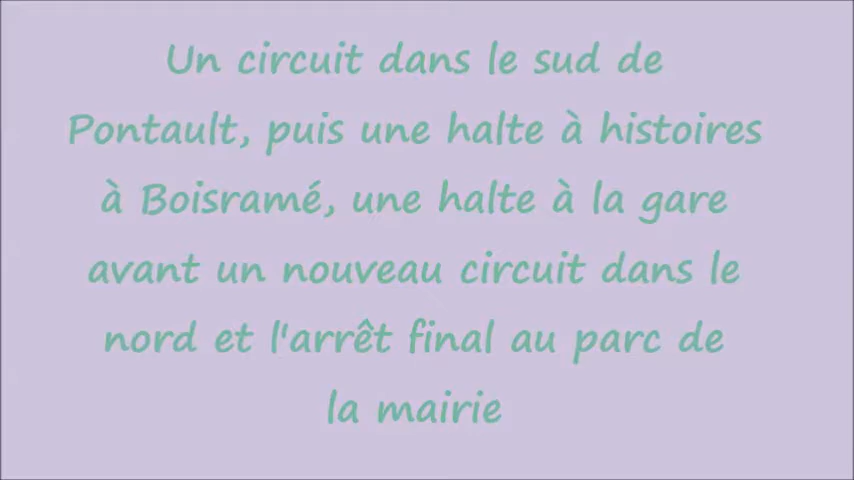 Un circuit dans le sud de
Pontault, puis une halte à histoires
à Boisramé, une halte à la gare
avant un nouveau circuit dans le
nord et l'arrêt final au parc de
la mairie